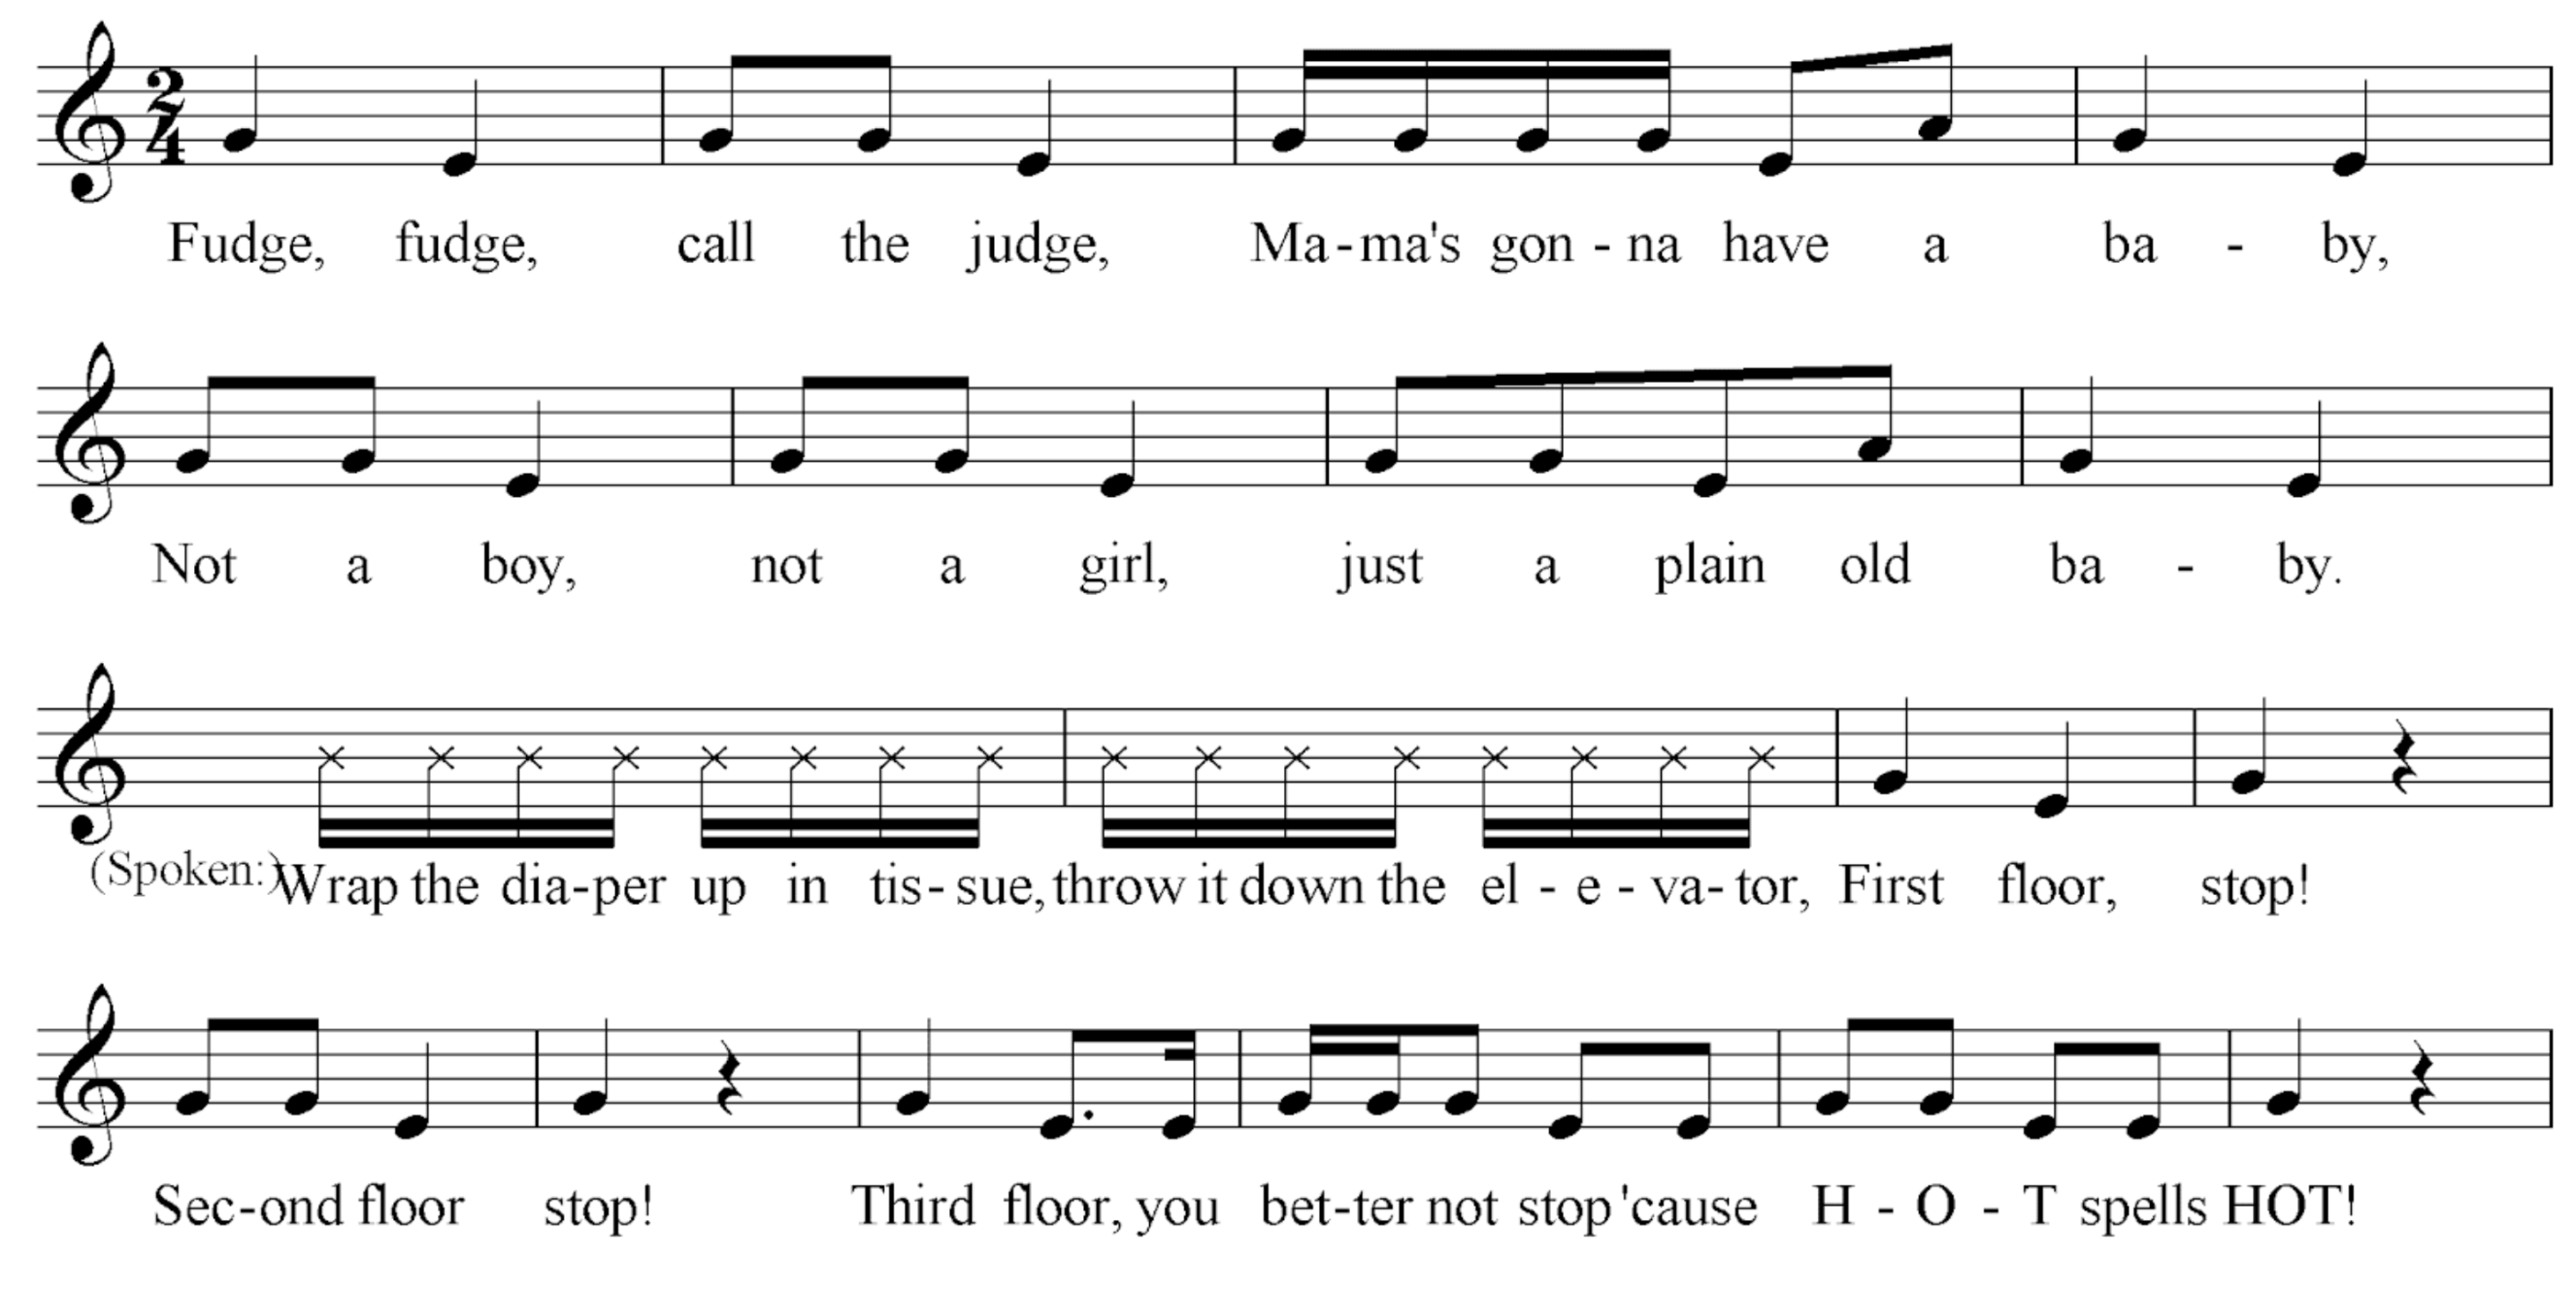 2
4
Fudge, fudge, call the judge, Ma-ma's gon - na have a ba - by,
Not a boy, not a girl, just a plain old ba - by.
(Spoken:)Wrap the dia-per up in tis-sue, throw it down the el - e - va- tor, First floor, stop!
Sec-ond floor stop! Third floor, you bet-ter not stop 'cause H - O - T spells HOT!